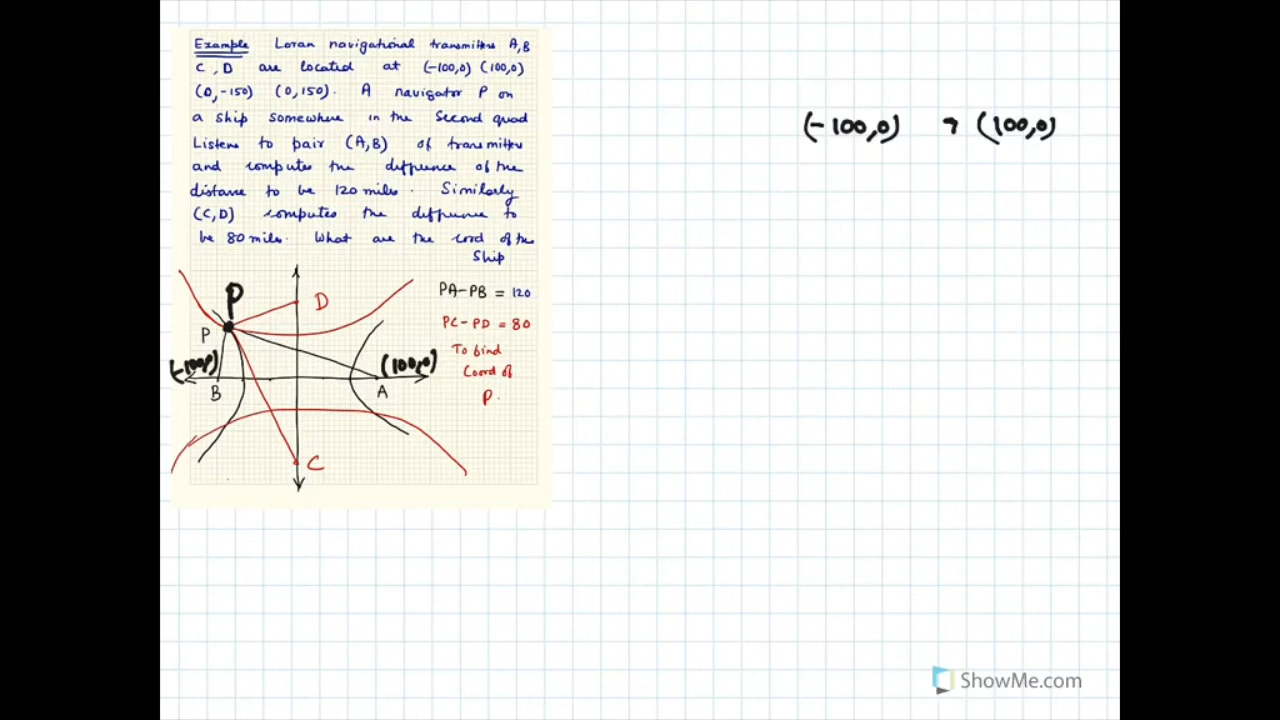 Example Loran navigational transmitters A,B
C, D are located at (-100,0) (100,0)
(0,-150) (0,150). A navigator P on
a ship somewhere in the Second quad
Listens to pair (A,B) of transmitters
and computes the difference of the
distance to be 120 miles. Similarly
(C,D) computes the difference to
be 80 miles. What are the cord of the
Ship
(-100,0) , (100,0)
P
D
PA-PB = 120
PC-PD = 80
To find
Coord of
P.
P
(-100,0)
(100,0)
B
A
C
ShowMe.com